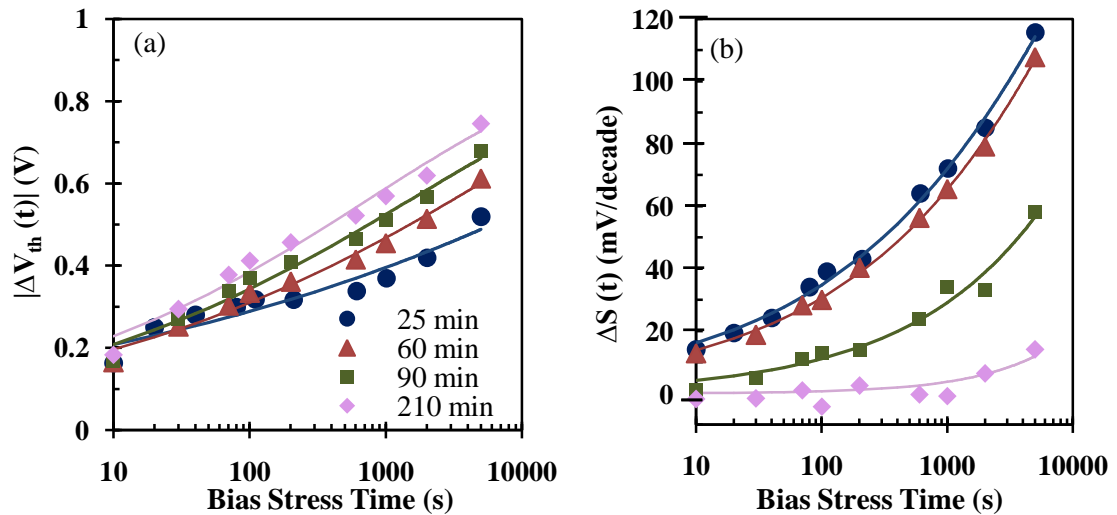 (a)
|ΔVth (t)| (V)
1
0.8
0.6
0.4
0.2
0
25 min
60 min
90 min
210 min
10 100 1000 10000
Bias Stress Time (s)
(b)
ΔS (t) (mV/decade)
120
100
80
60
40
20
0
10 100 1000 10000
Bias Stress Time (s)